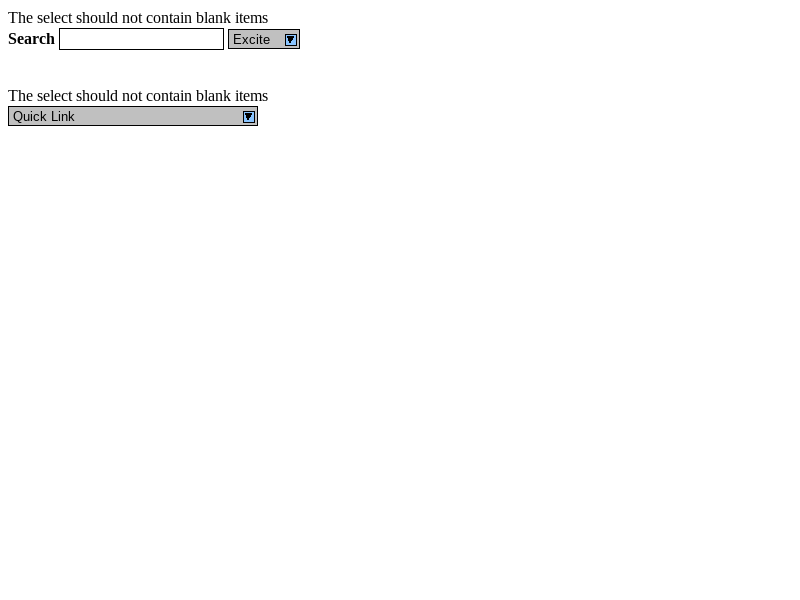 The select should not contain blank items
Search Excite
The select should not contain blank items
Quick Link